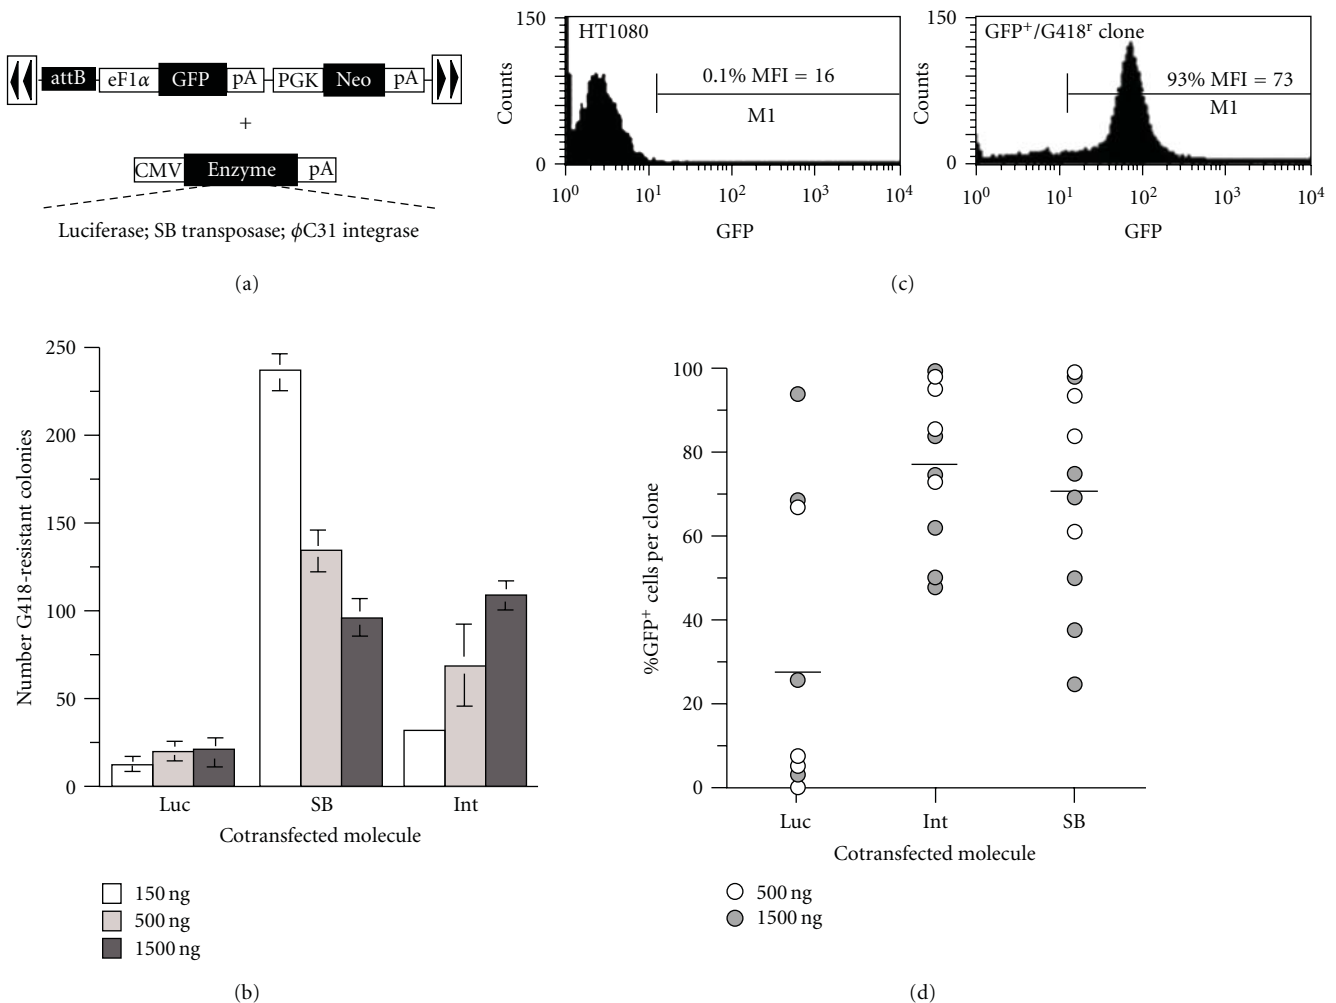 attB eF1α GFP pA PGK Neo pA
+
CMV Enzyme pA
Luciferase; SB transposase; ϕC31 integrase
(a)
150
Counts
0
HT1080
0.1% MFI = 16
M1
10⁰ 10¹ 10² 10³ 10⁴
GFP
150
Counts
0
GFP⁺/G418ʳ clone
93% MFI = 73
M1
10⁰ 10¹ 10² 10³ 10⁴
GFP
(c)
Number G418-resistant colonies
250
200
150
100
50
0
Luc SB Int
Cotransfected molecule
150 ng
500 ng
1500 ng
(b)
%GFP⁺ cells per clone
100
80
60
40
20
0
Luc Int SB
Cotransfected molecule
500 ng
1500 ng
(d)